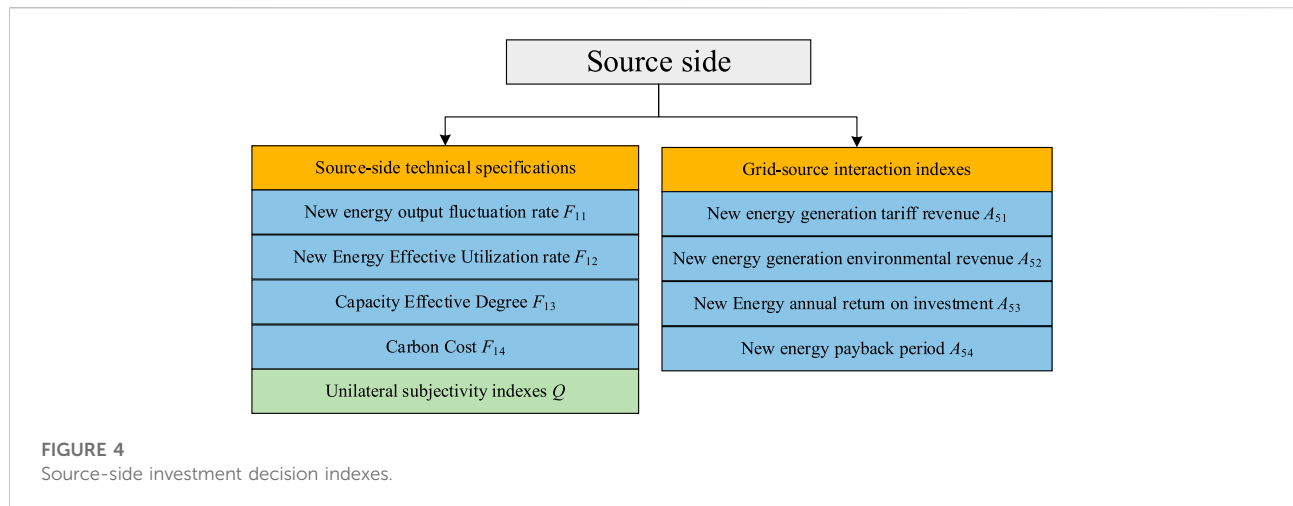 Source side
Source-side technical specifications
New energy output fluctuation rate F₁₁
New Energy Effective Utilization rate F₁₂
Capacity Effective Degree F₁₃
Carbon Cost F₁₄
Unilateral subjectivity indexes Q
Grid-source interaction indexes
New energy generation tariff revenue A₅₁
New energy generation environmental revenue A₅₂
New Energy annual return on investment A₅₃
New energy payback period A₅₄
FIGURE 4
Source-side investment decision indexes.